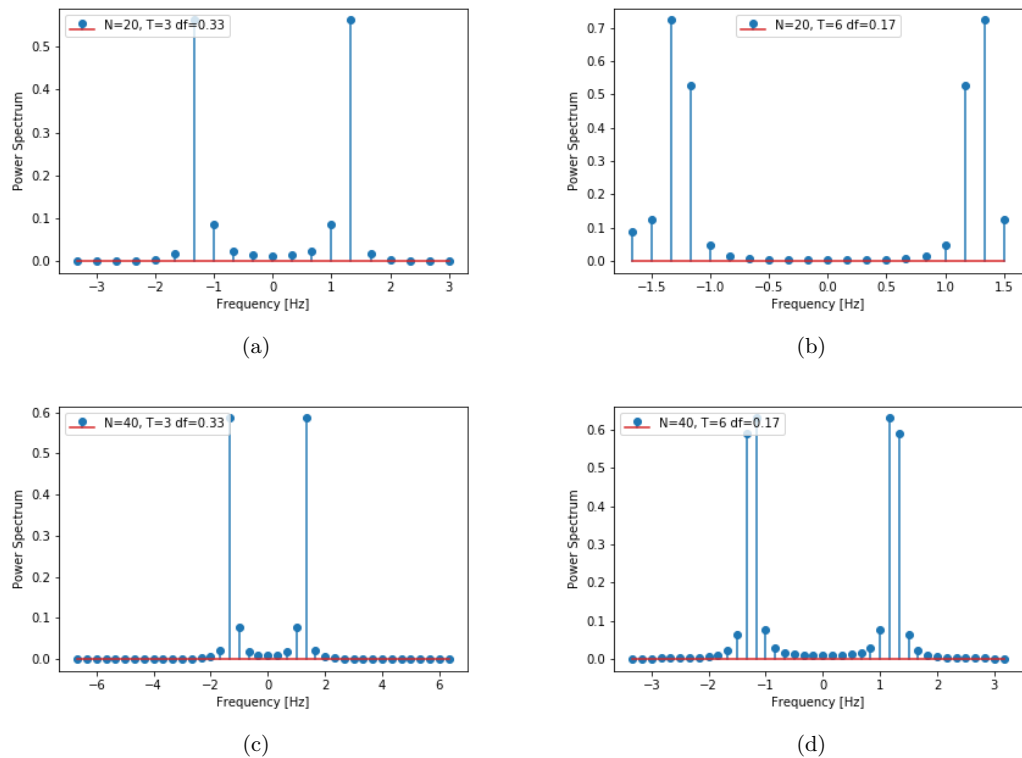 N=20, T=3 df=0.33
Power Spectrum
0.5
0.4
0.3
0.2
0.1
0.0
−3 −2 −1 0 1 2 3
Frequency [Hz]
(a)
N=20, T=6 df=0.17
Power Spectrum
0.7
0.6
0.5
0.4
0.3
0.2
0.1
0.0
−1.5 −1.0 −0.5 0.0 0.5 1.0 1.5
Frequency [Hz]
(b)
N=40, T=3 df=0.33
Power Spectrum
0.6
0.5
0.4
0.3
0.2
0.1
0.0
−6 −4 −2 0 2 4 6
Frequency [Hz]
(c)
N=40, T=6 df=0.17
Power Spectrum
0.6
0.5
0.4
0.3
0.2
0.1
0.0
−3 −2 −1 0 1 2 3
Frequency [Hz]
(d)